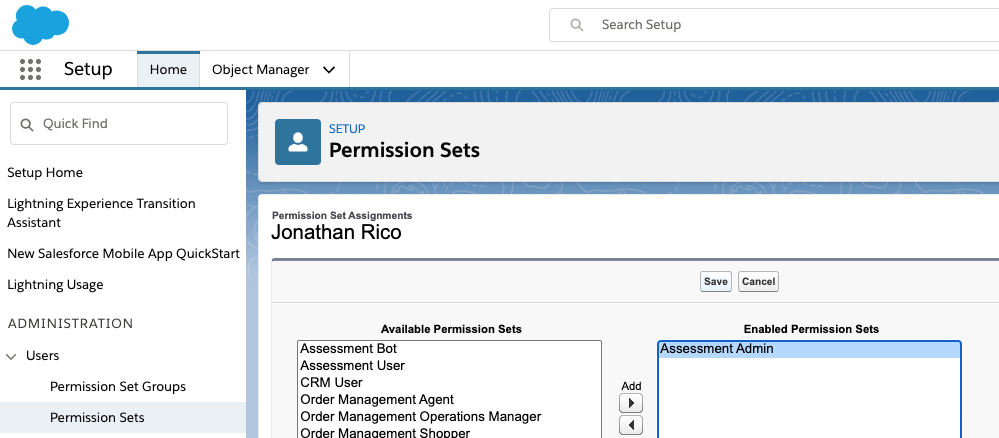 Search Setup
Setup
Home
Object Manager
Quick Find
Setup Home
Lightning Experience Transition
Assistant
New Salesforce Mobile App QuickStart
Lightning Usage
ADMINISTRATION
Users
Permission Set Groups
Permission Sets
SETUP
Permission Sets
Permission Set Assignments
Jonathan Rico
Save
Cancel
Available Permission Sets
Assessment Bot
Assessment User
CRM User
Order Management Agent
Order Management Operations Manager
Order Management Shopper
Add
Enabled Permission Sets
Assessment Admin